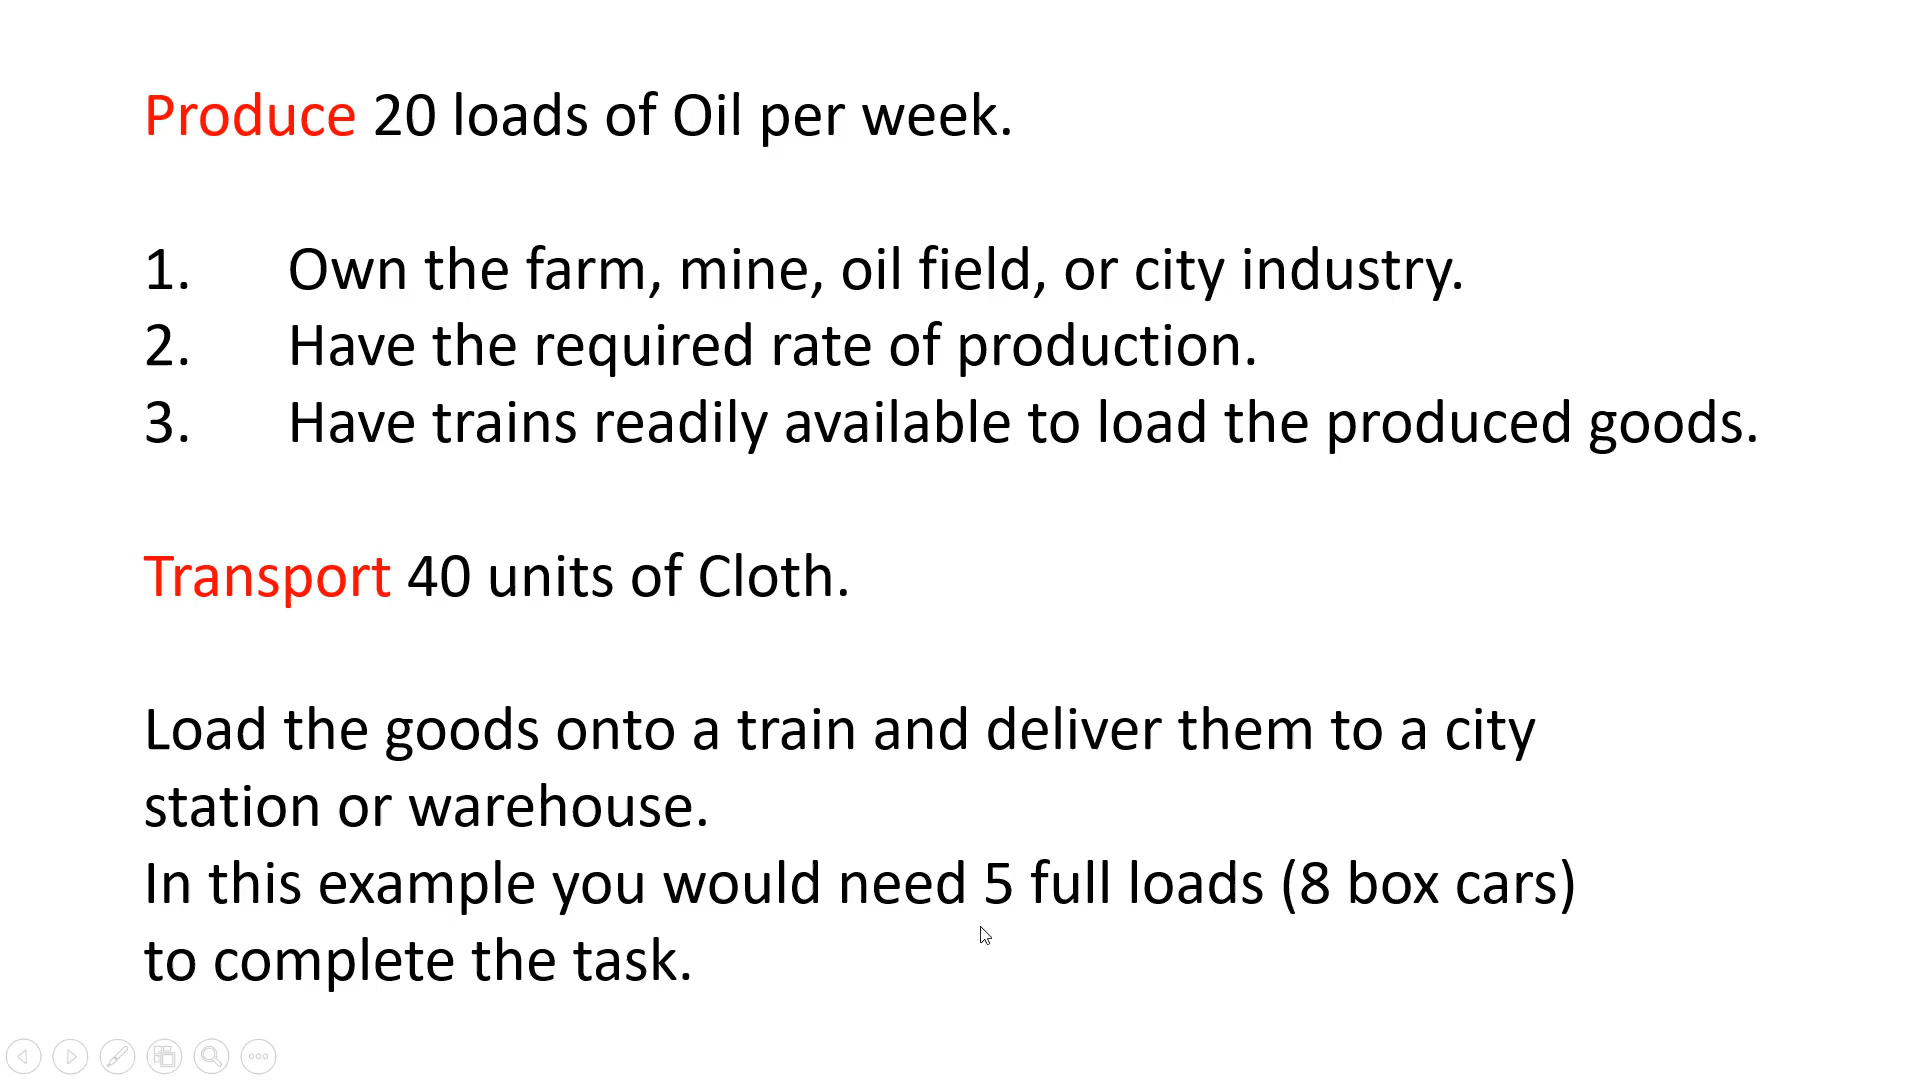 Produce 20 loads of Oil per week.
1. Own the farm, mine, oil field, or city industry.
2. Have the required rate of production.
3. Have trains readily available to load the produced goods.
Transport 40 units of Cloth.
Load the goods onto a train and deliver them to a city
station or warehouse.
In this example you would need 5 full loads (8 box cars)
to complete the task.